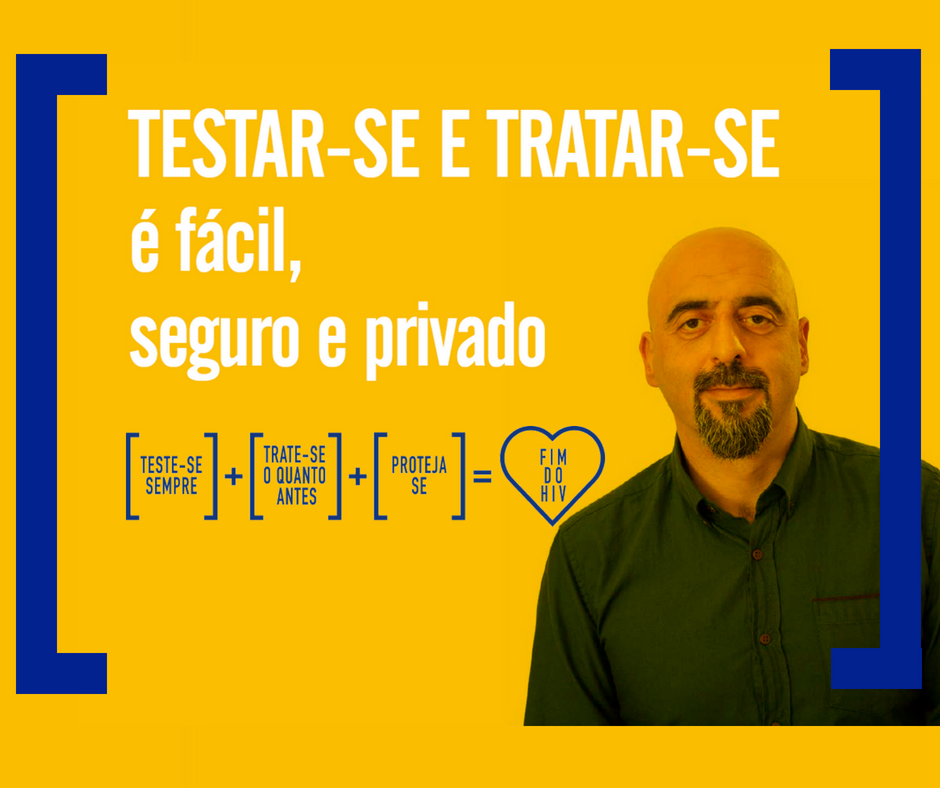 TESTAR-SE E TRATAR-SE
é fácil,
seguro e privado
TESTE-SE
SEMPRE
+
TRATE-SE
O QUANTO
ANTES
+
PROTEJA
SE
=
FIM
DO
HIV